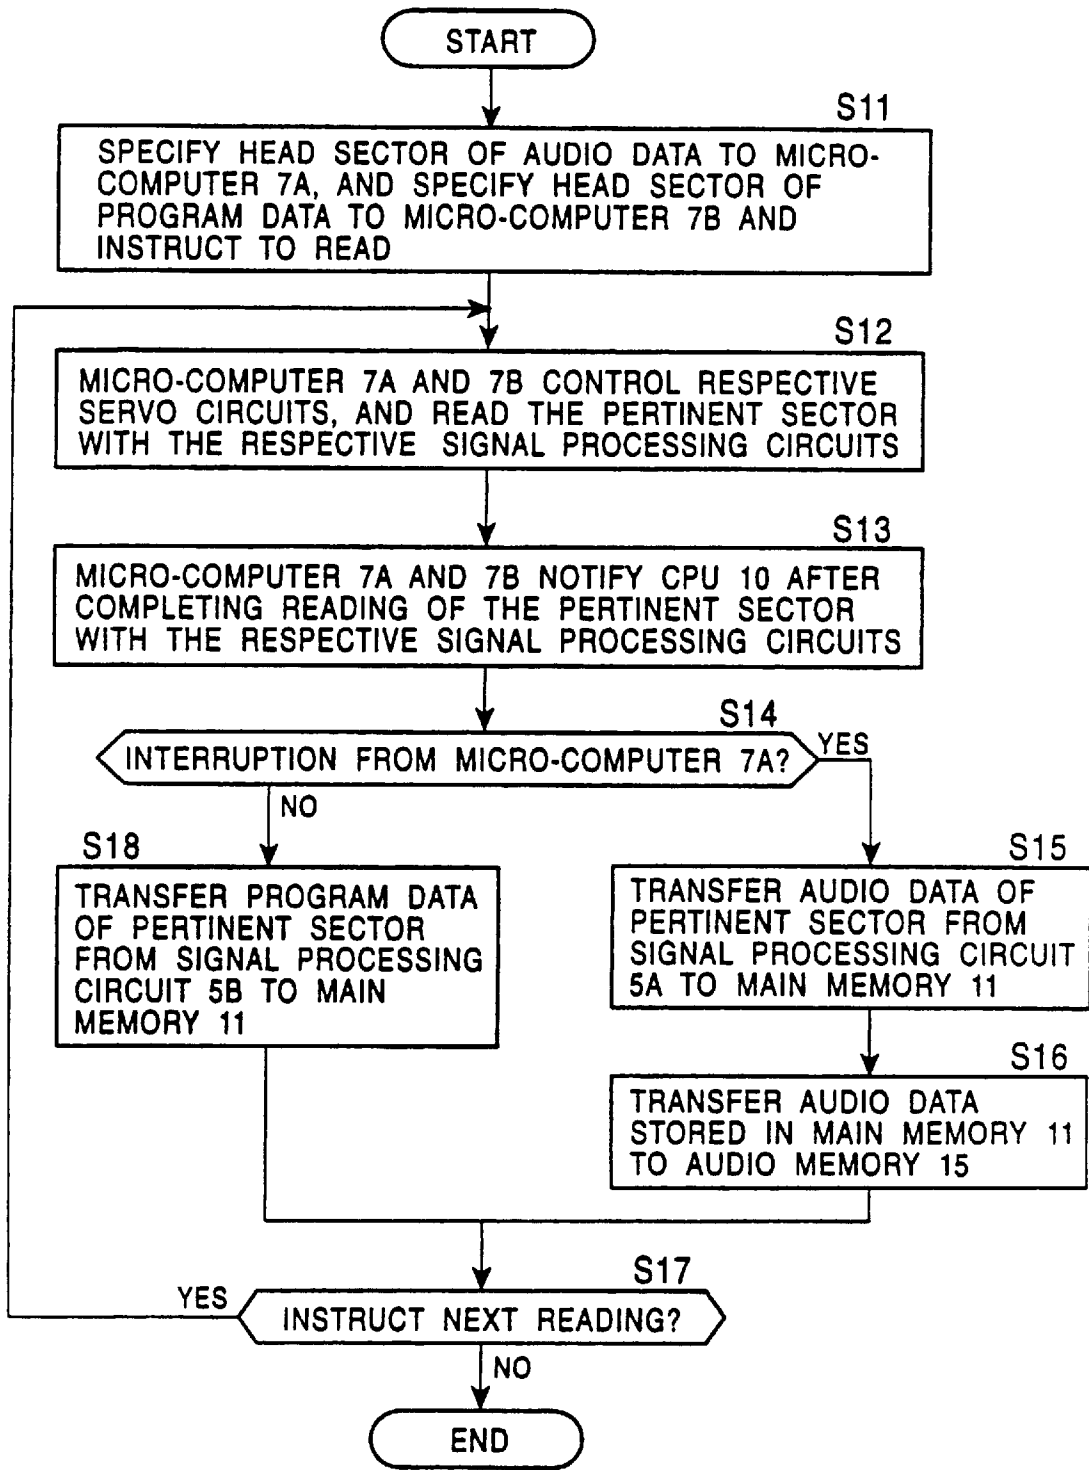 START
S11
SPECIFY HEAD SECTOR OF AUDIO DATA TO MICRO-
COMPUTER 7A, AND SPECIFY HEAD SECTOR OF
PROGRAM DATA TO MICRO-COMPUTER 7B AND
INSTRUCT TO READ
S12
MICRO-COMPUTER 7A AND 7B CONTROL RESPECTIVE
SERVO CIRCUITS, AND READ THE PERTINENT SECTOR
WITH THE RESPECTIVE SIGNAL PROCESSING CIRCUITS
S13
MICRO-COMPUTER 7A AND 7B NOTIFY CPU 10 AFTER
COMPLETING READING OF THE PERTINENT SECTOR
WITH THE RESPECTIVE SIGNAL PROCESSING CIRCUITS
S14
INTERRUPTION FROM MICRO-COMPUTER 7A?
YES
NO
S18
TRANSFER PROGRAM DATA
OF PERTINENT SECTOR
FROM SIGNAL PROCESSING
CIRCUIT 5B TO MAIN
MEMORY 11
S15
TRANSFER AUDIO DATA OF
PERTINENT SECTOR FROM
SIGNAL PROCESSING CIRCUIT
5A TO MAIN MEMORY 11
S16
TRANSFER AUDIO DATA
STORED IN MAIN MEMORY 11
TO AUDIO MEMORY 15
S17
YES
INSTRUCT NEXT READING?
NO
END